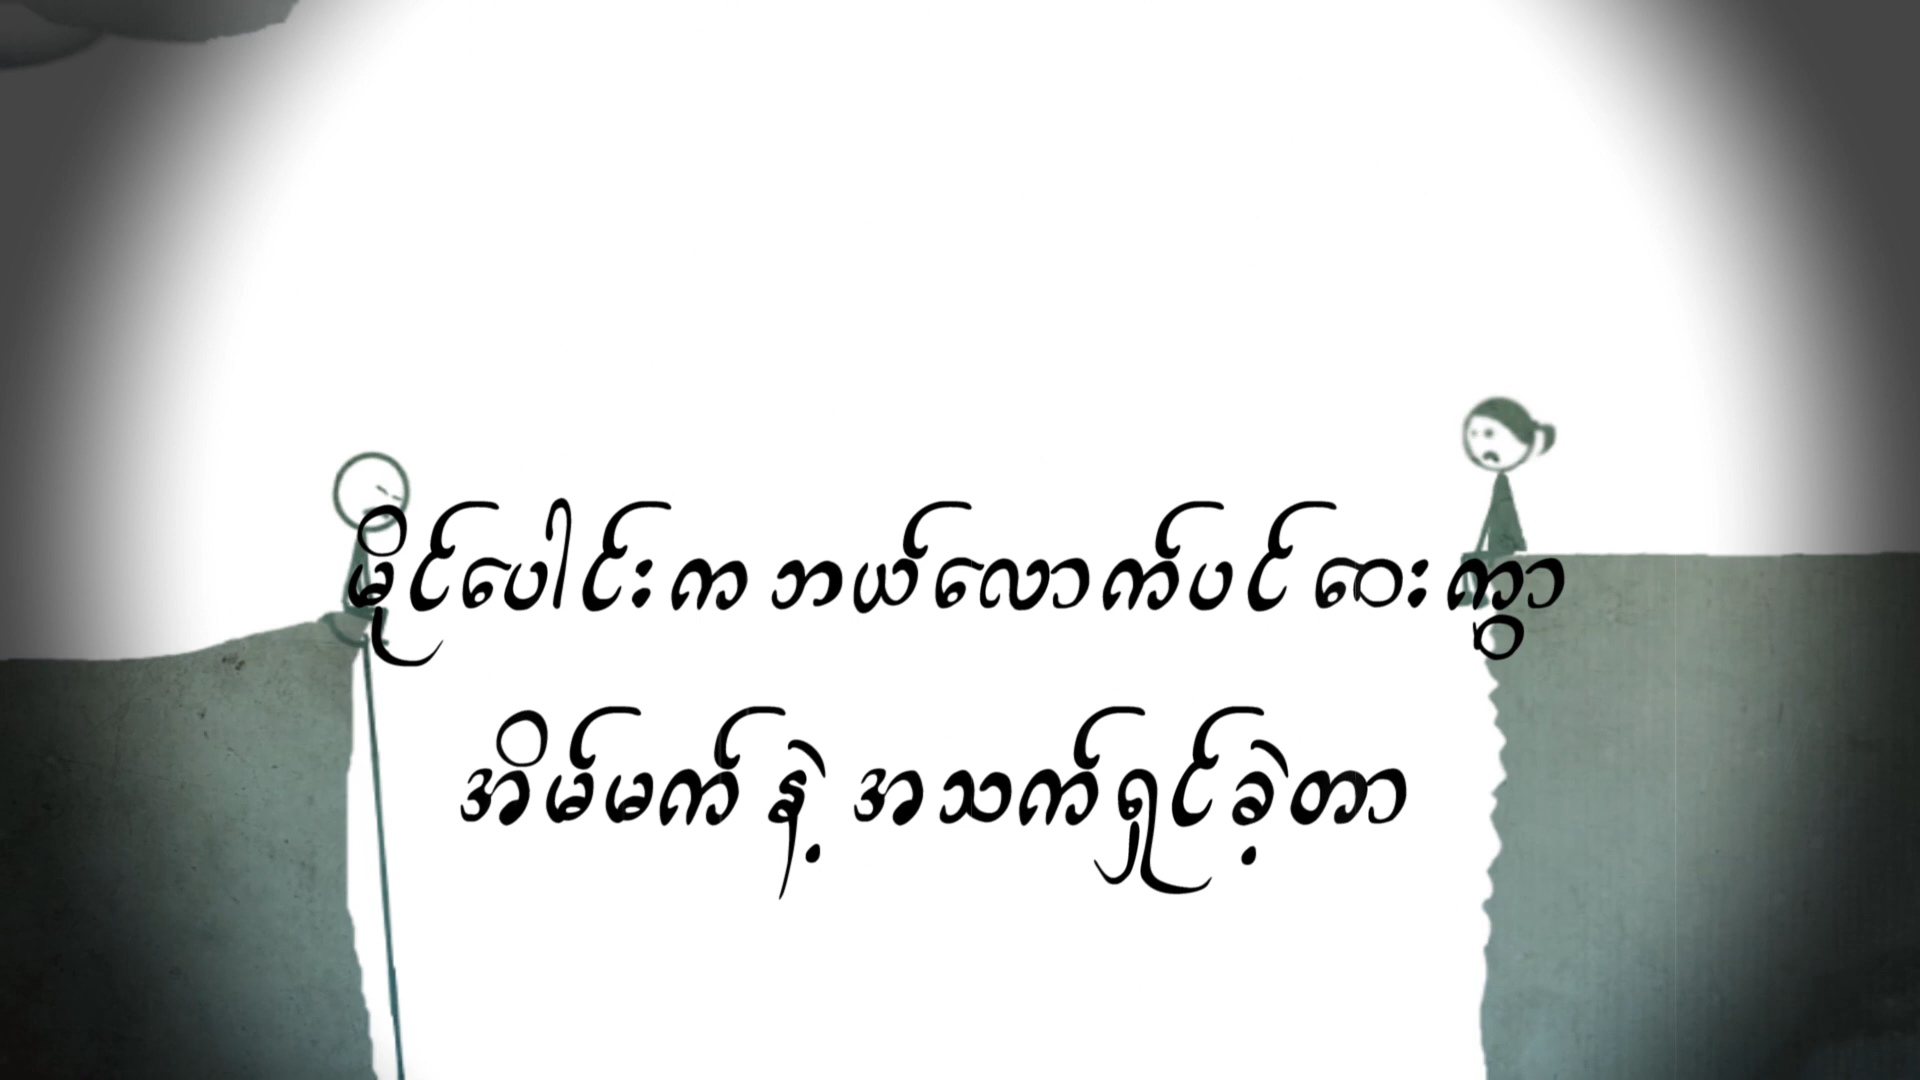 မိုင်ပေါင်းက ဘယ်လောက်ပင် ဝေးကွာ
အိမ်မက် နဲ့ အသက်ရှင်ခဲ့တာ